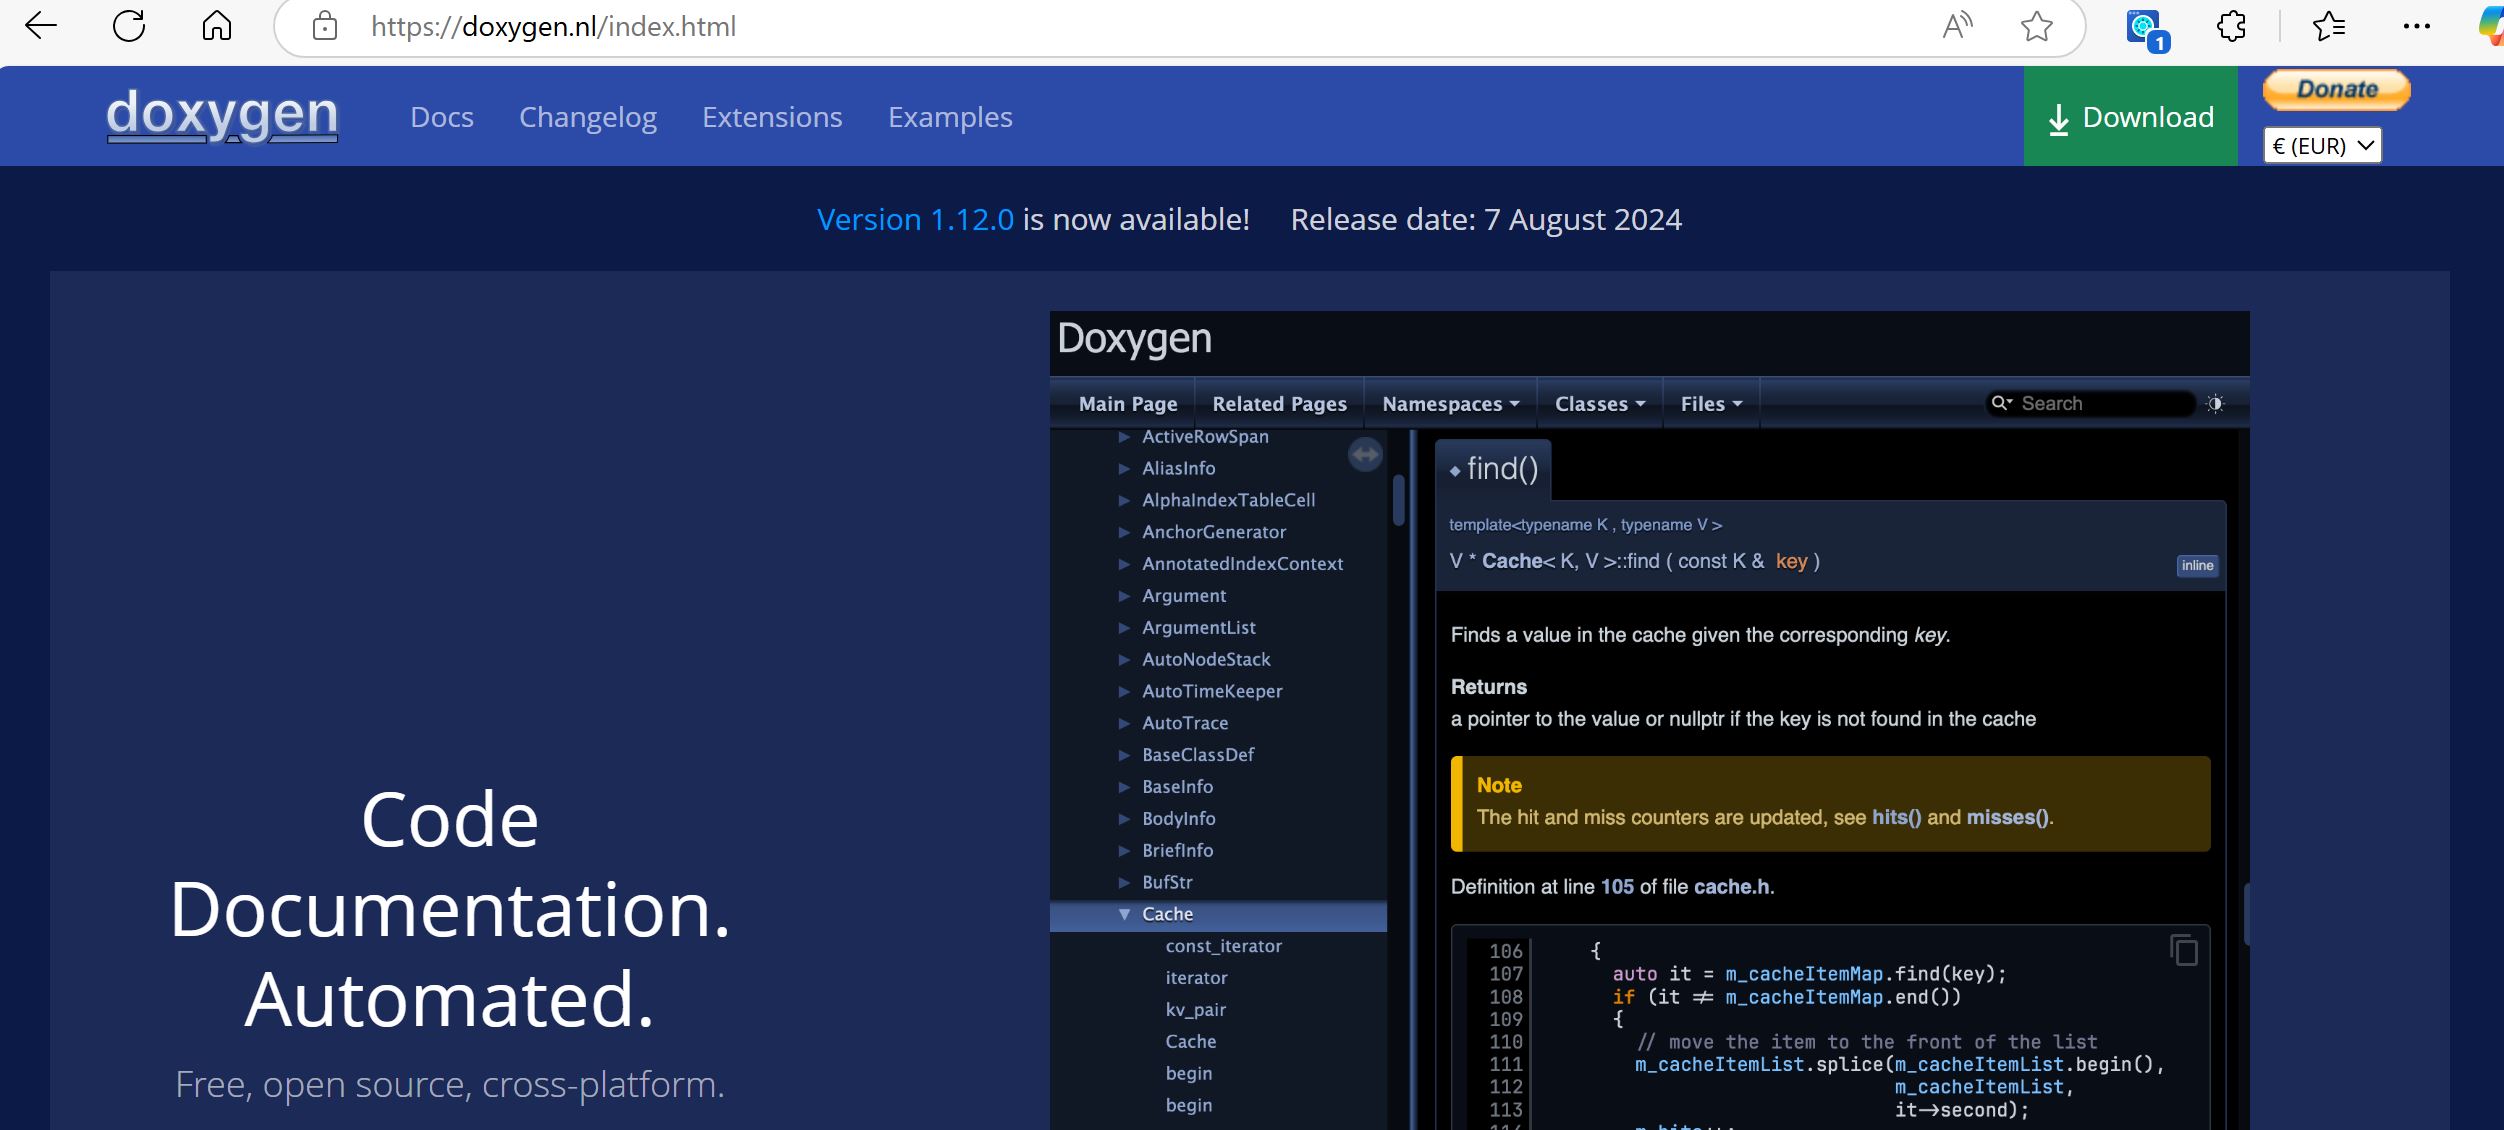 https://doxygen.nl/index.html
1
doxygen
Docs Changelog Extensions Examples
Download
Donate
€ (EUR)
Version 1.12.0 is now available! Release date: 7 August 2024
Code
Documentation.
Automated.
Free, open source, cross-platform.
Doxygen
Main Page Related Pages Namespaces Classes Files Search
ActiveRowSpan
AliasInfo
AlphaIndexTableCell
AnchorGenerator
AnnotatedIndexContext
Argument
ArgumentList
AutoNodeStack
AutoTimeKeeper
AutoTrace
BaseClassDef
BaseInfo
BodyInfo
BriefInfo
BufStr
Cache
const_iterator
iterator
kv_pair
Cache
begin
begin
find()
template<typename K , typename V >
V * Cache< K, V >::find ( const K & key )
inline
Finds a value in the cache given the corresponding key.
Returns
a pointer to the value or nullptr if the key is not found in the cache
Note
The hit and miss counters are updated, see hits() and misses().
Definition at line 105 of file cache.h.
106 {
107 auto it = m_cacheItemMap.find(key);
108 if (it ≠ m_cacheItemMap.end())
109 {
110 // move the item to the front of the list
111 m_cacheItemList.splice(m_cacheItemList.begin(),
112 m_cacheItemList,
113 it→second);